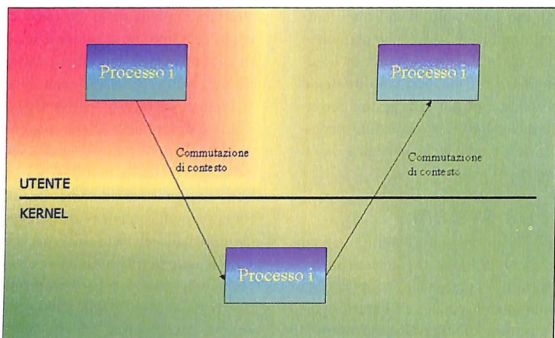 Processo i
Processo i
Commutazione
di contesto
Commutazione
di contesto
UTENTE
KERNEL
Processo i